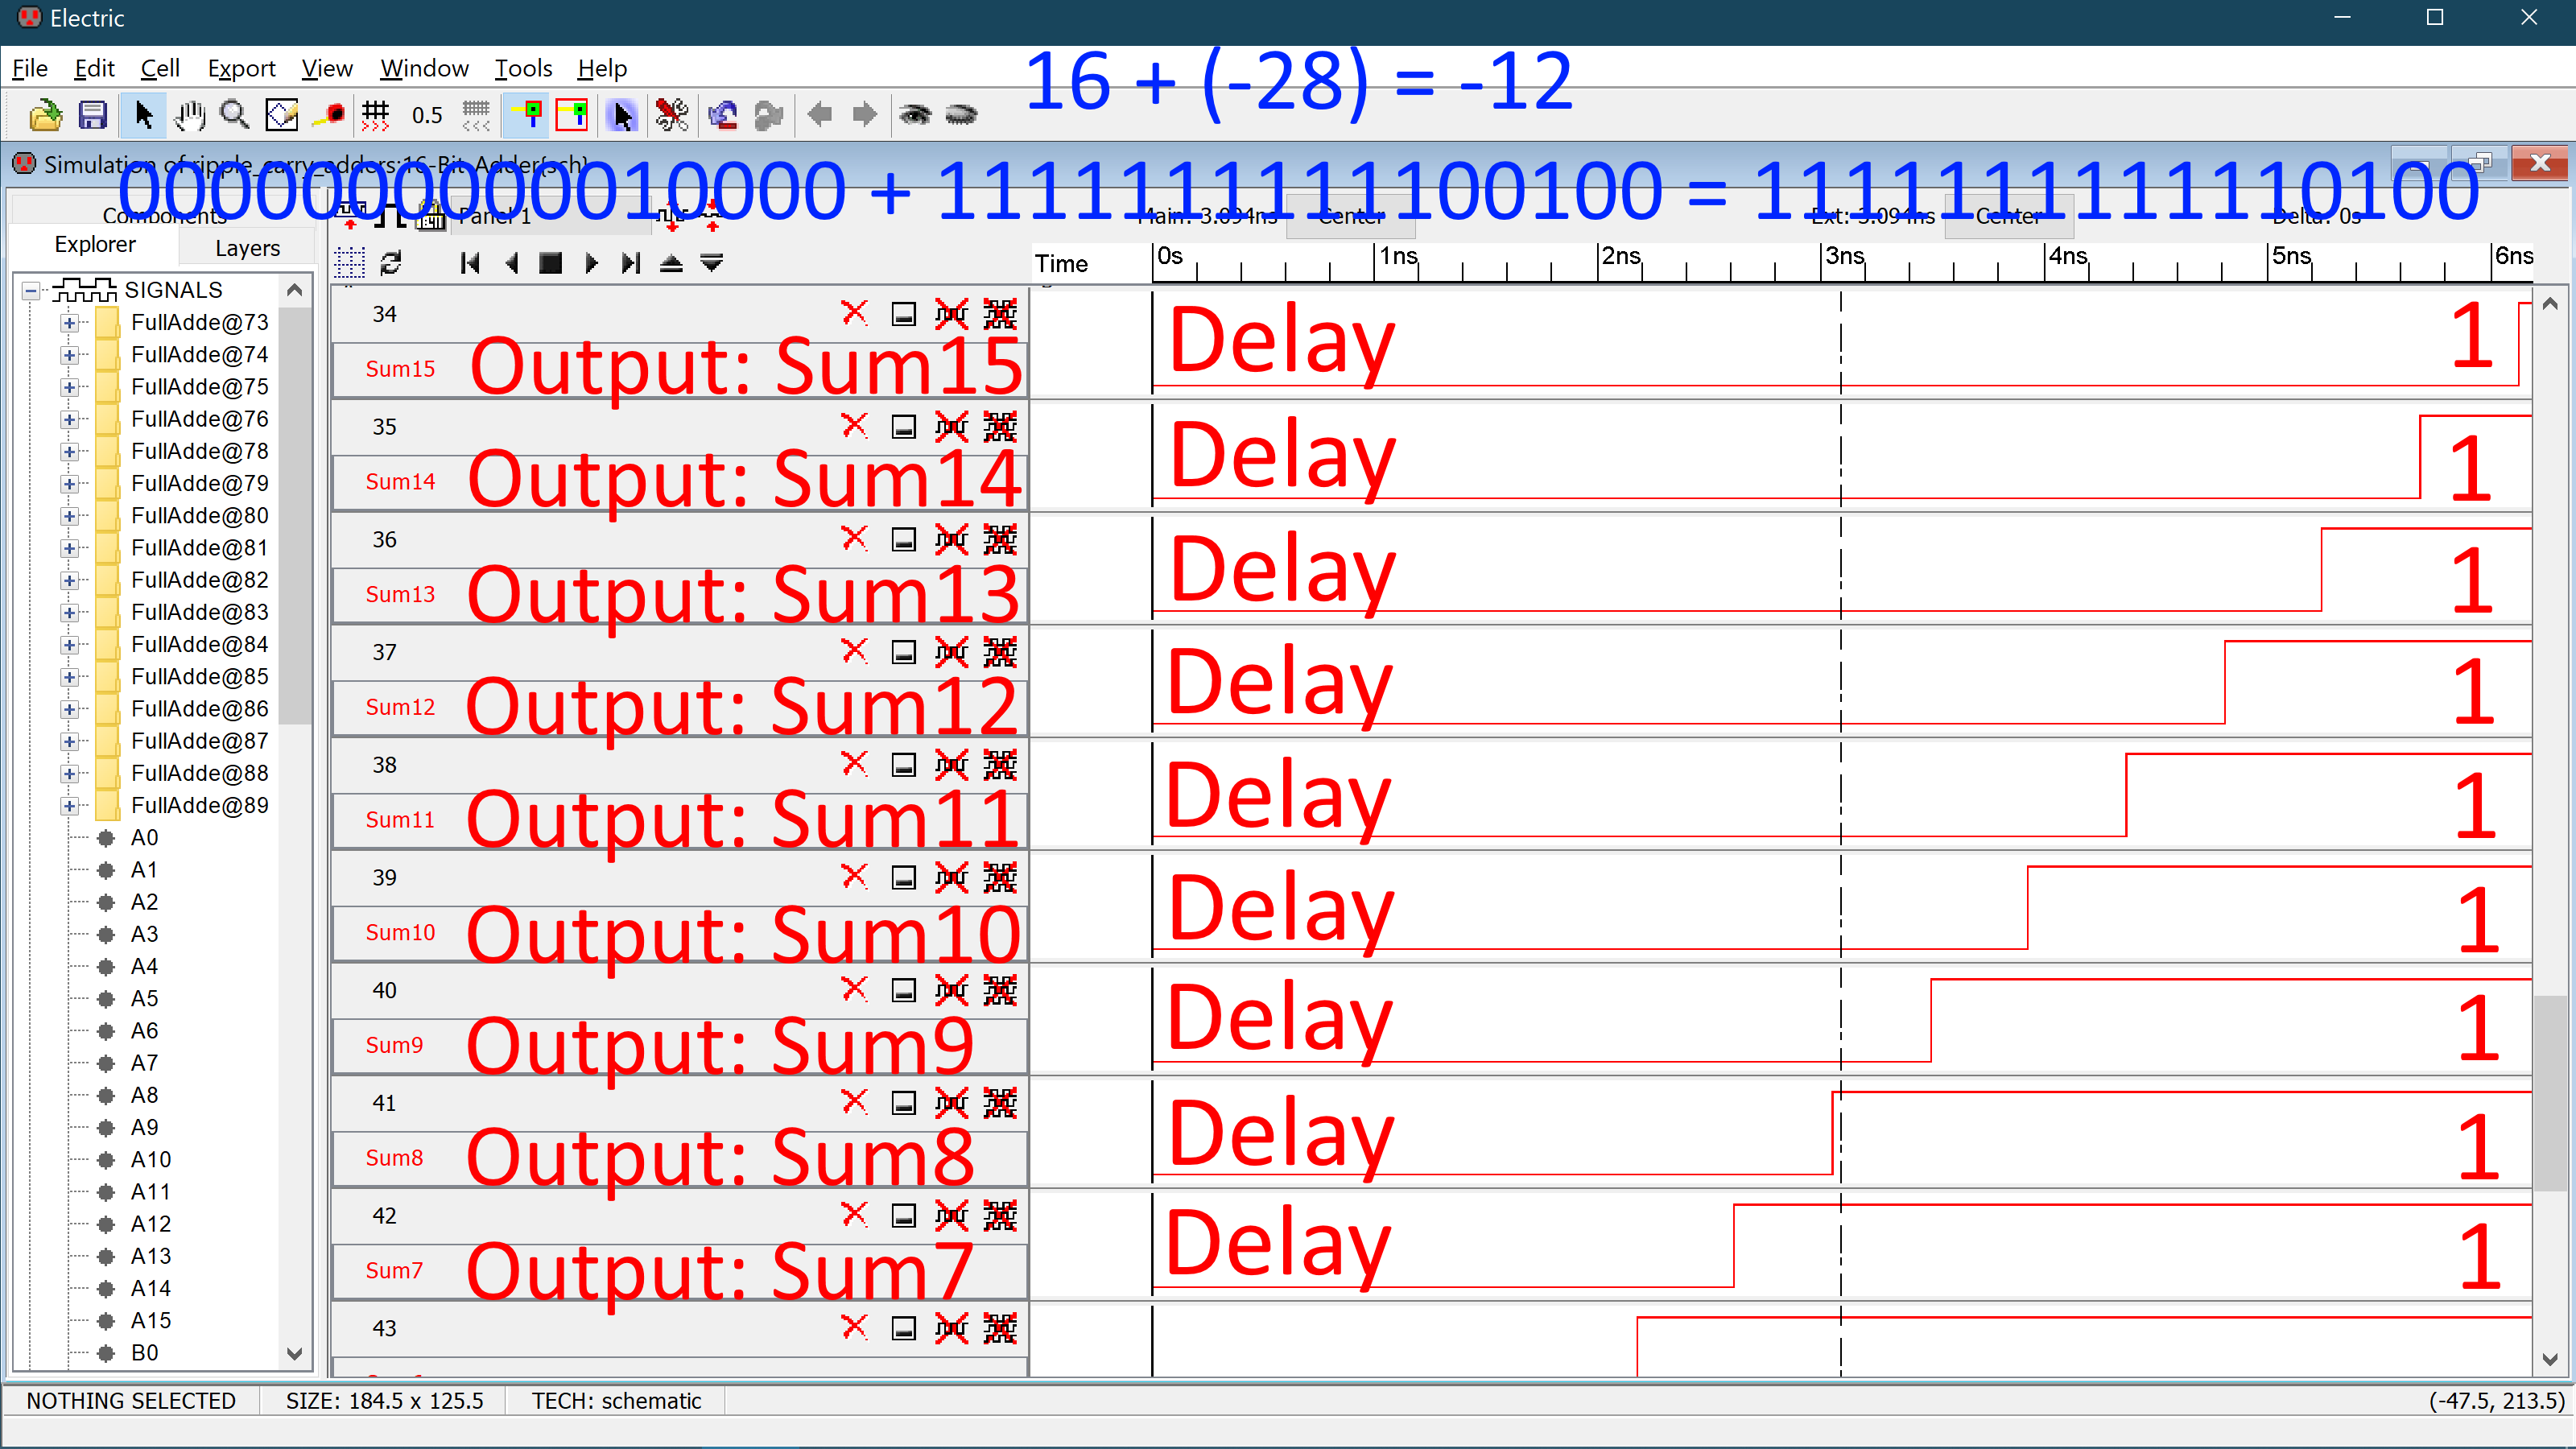 Electric
File Edit Cell Export View Window Tools Help
16 + (-28) = -12
0.5
Simulation of ripple_carry_adders:16-Bit-Adder{sch}
0000000000010000 + 1111111111100100 = 1111111111110100
Components
Panel 1
Main: 3.094ns Center Ext: 3.094ns Center Delta: 0s
Explorer Layers
Time 0s 1ns 2ns 3ns 4ns 5ns 6ns
SIGNALS
FullAdde@73
FullAdde@74
FullAdde@75
FullAdde@76
FullAdde@78
FullAdde@79
FullAdde@80
FullAdde@81
FullAdde@82
FullAdde@83
FullAdde@84
FullAdde@85
FullAdde@86
FullAdde@87
FullAdde@88
FullAdde@89
A0
A1
A2
A3
A4
A5
A6
A7
A8
A9
A10
A11
A12
A13
A14
A15
B0
34
Sum15 Output: Sum15 Delay 1
35
Sum14 Output: Sum14 Delay 1
36
Sum13 Output: Sum13 Delay 1
37
Sum12 Output: Sum12 Delay 1
38
Sum11 Output: Sum11 Delay 1
39
Sum10 Output: Sum10 Delay 1
40
Sum9 Output: Sum9 Delay 1
41
Sum8 Output: Sum8 Delay 1
42
Sum7 Output: Sum7 Delay 1
43
NOTHING SELECTED SIZE: 184.5 x 125.5 TECH: schematic (-47.5, 213.5)